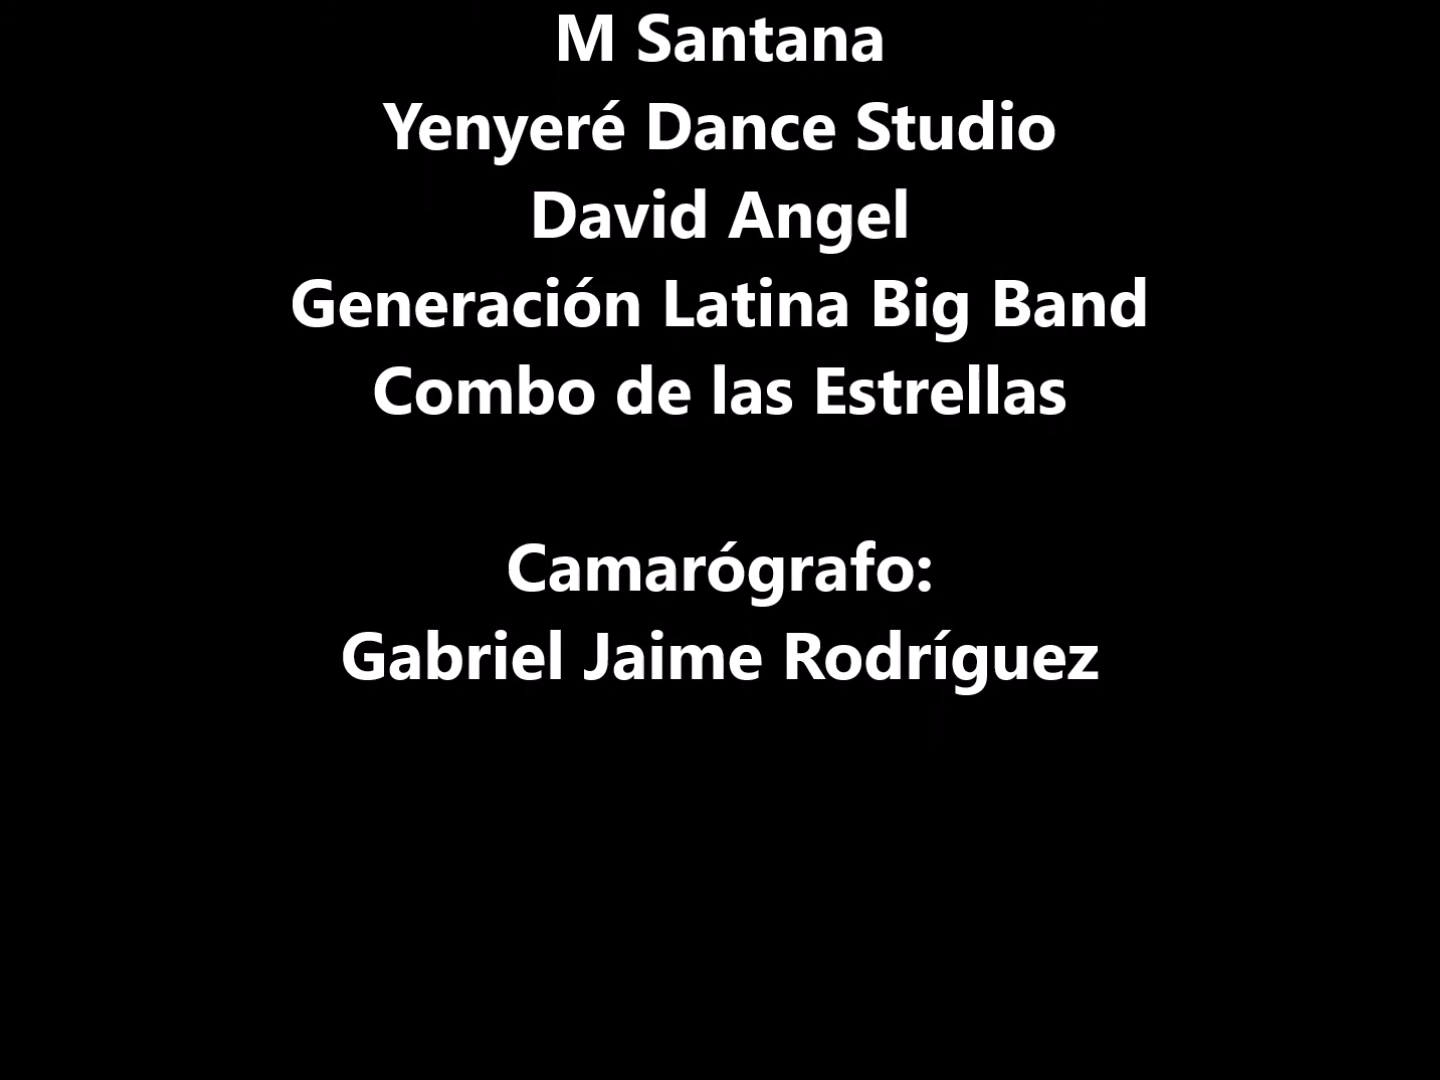 M Santana
Yenyeré Dance Studio
David Angel
Generación Latina Big Band
Combo de las Estrellas
Camarógrafo:
Gabriel Jaime Rodríguez